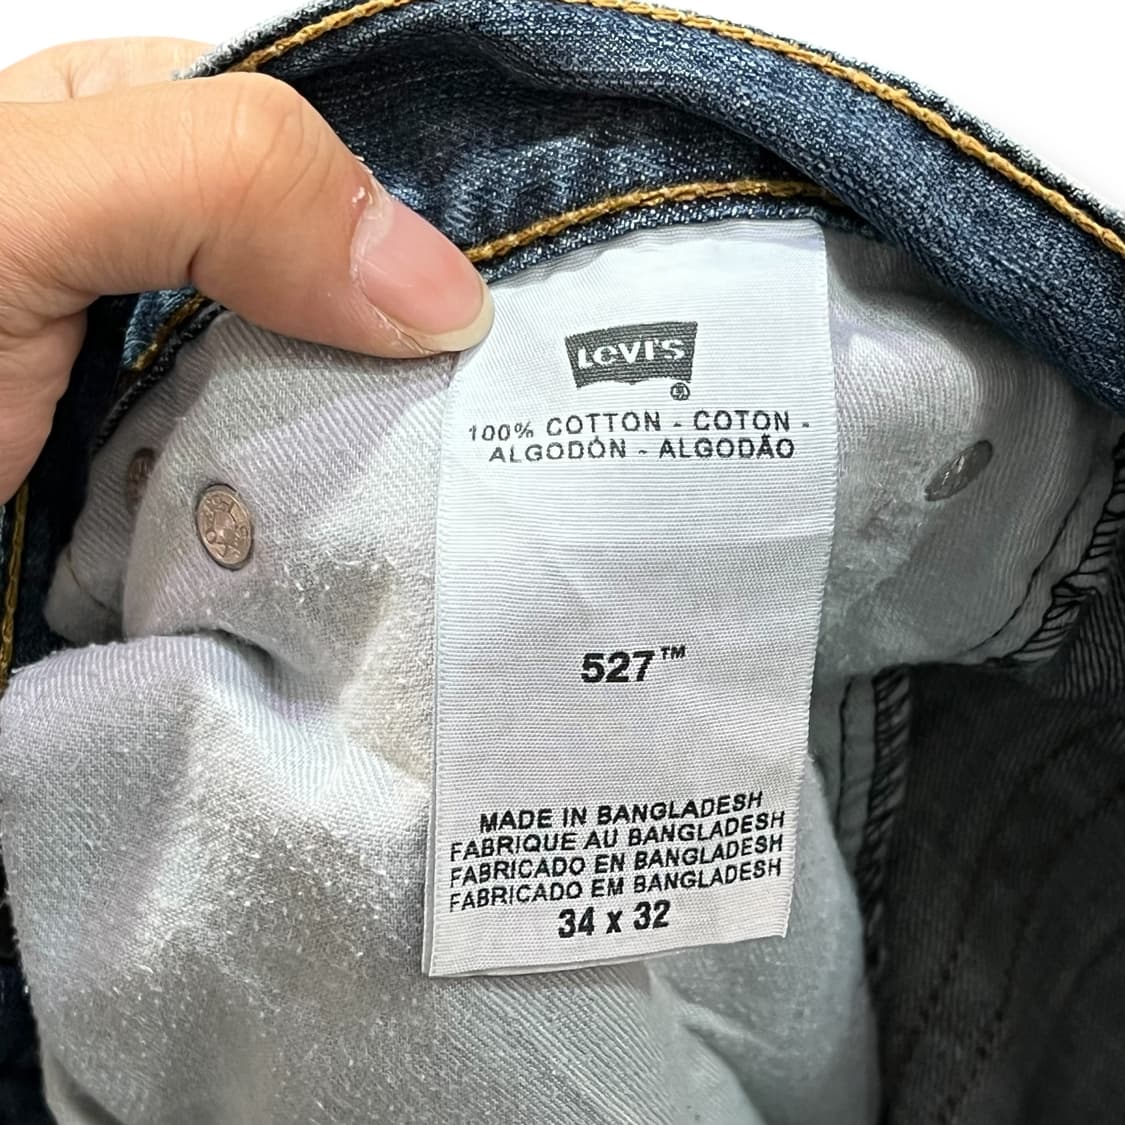 LEVI'S
®
100% COTTON - COTON -
ALGODÓN - ALGODÃO
527™
MADE IN BANGLADESH
FABRIQUE AU BANGLADESH
FABRICADO EN BANGLADESH
FABRICADO EM BANGLADESH
34 x 32